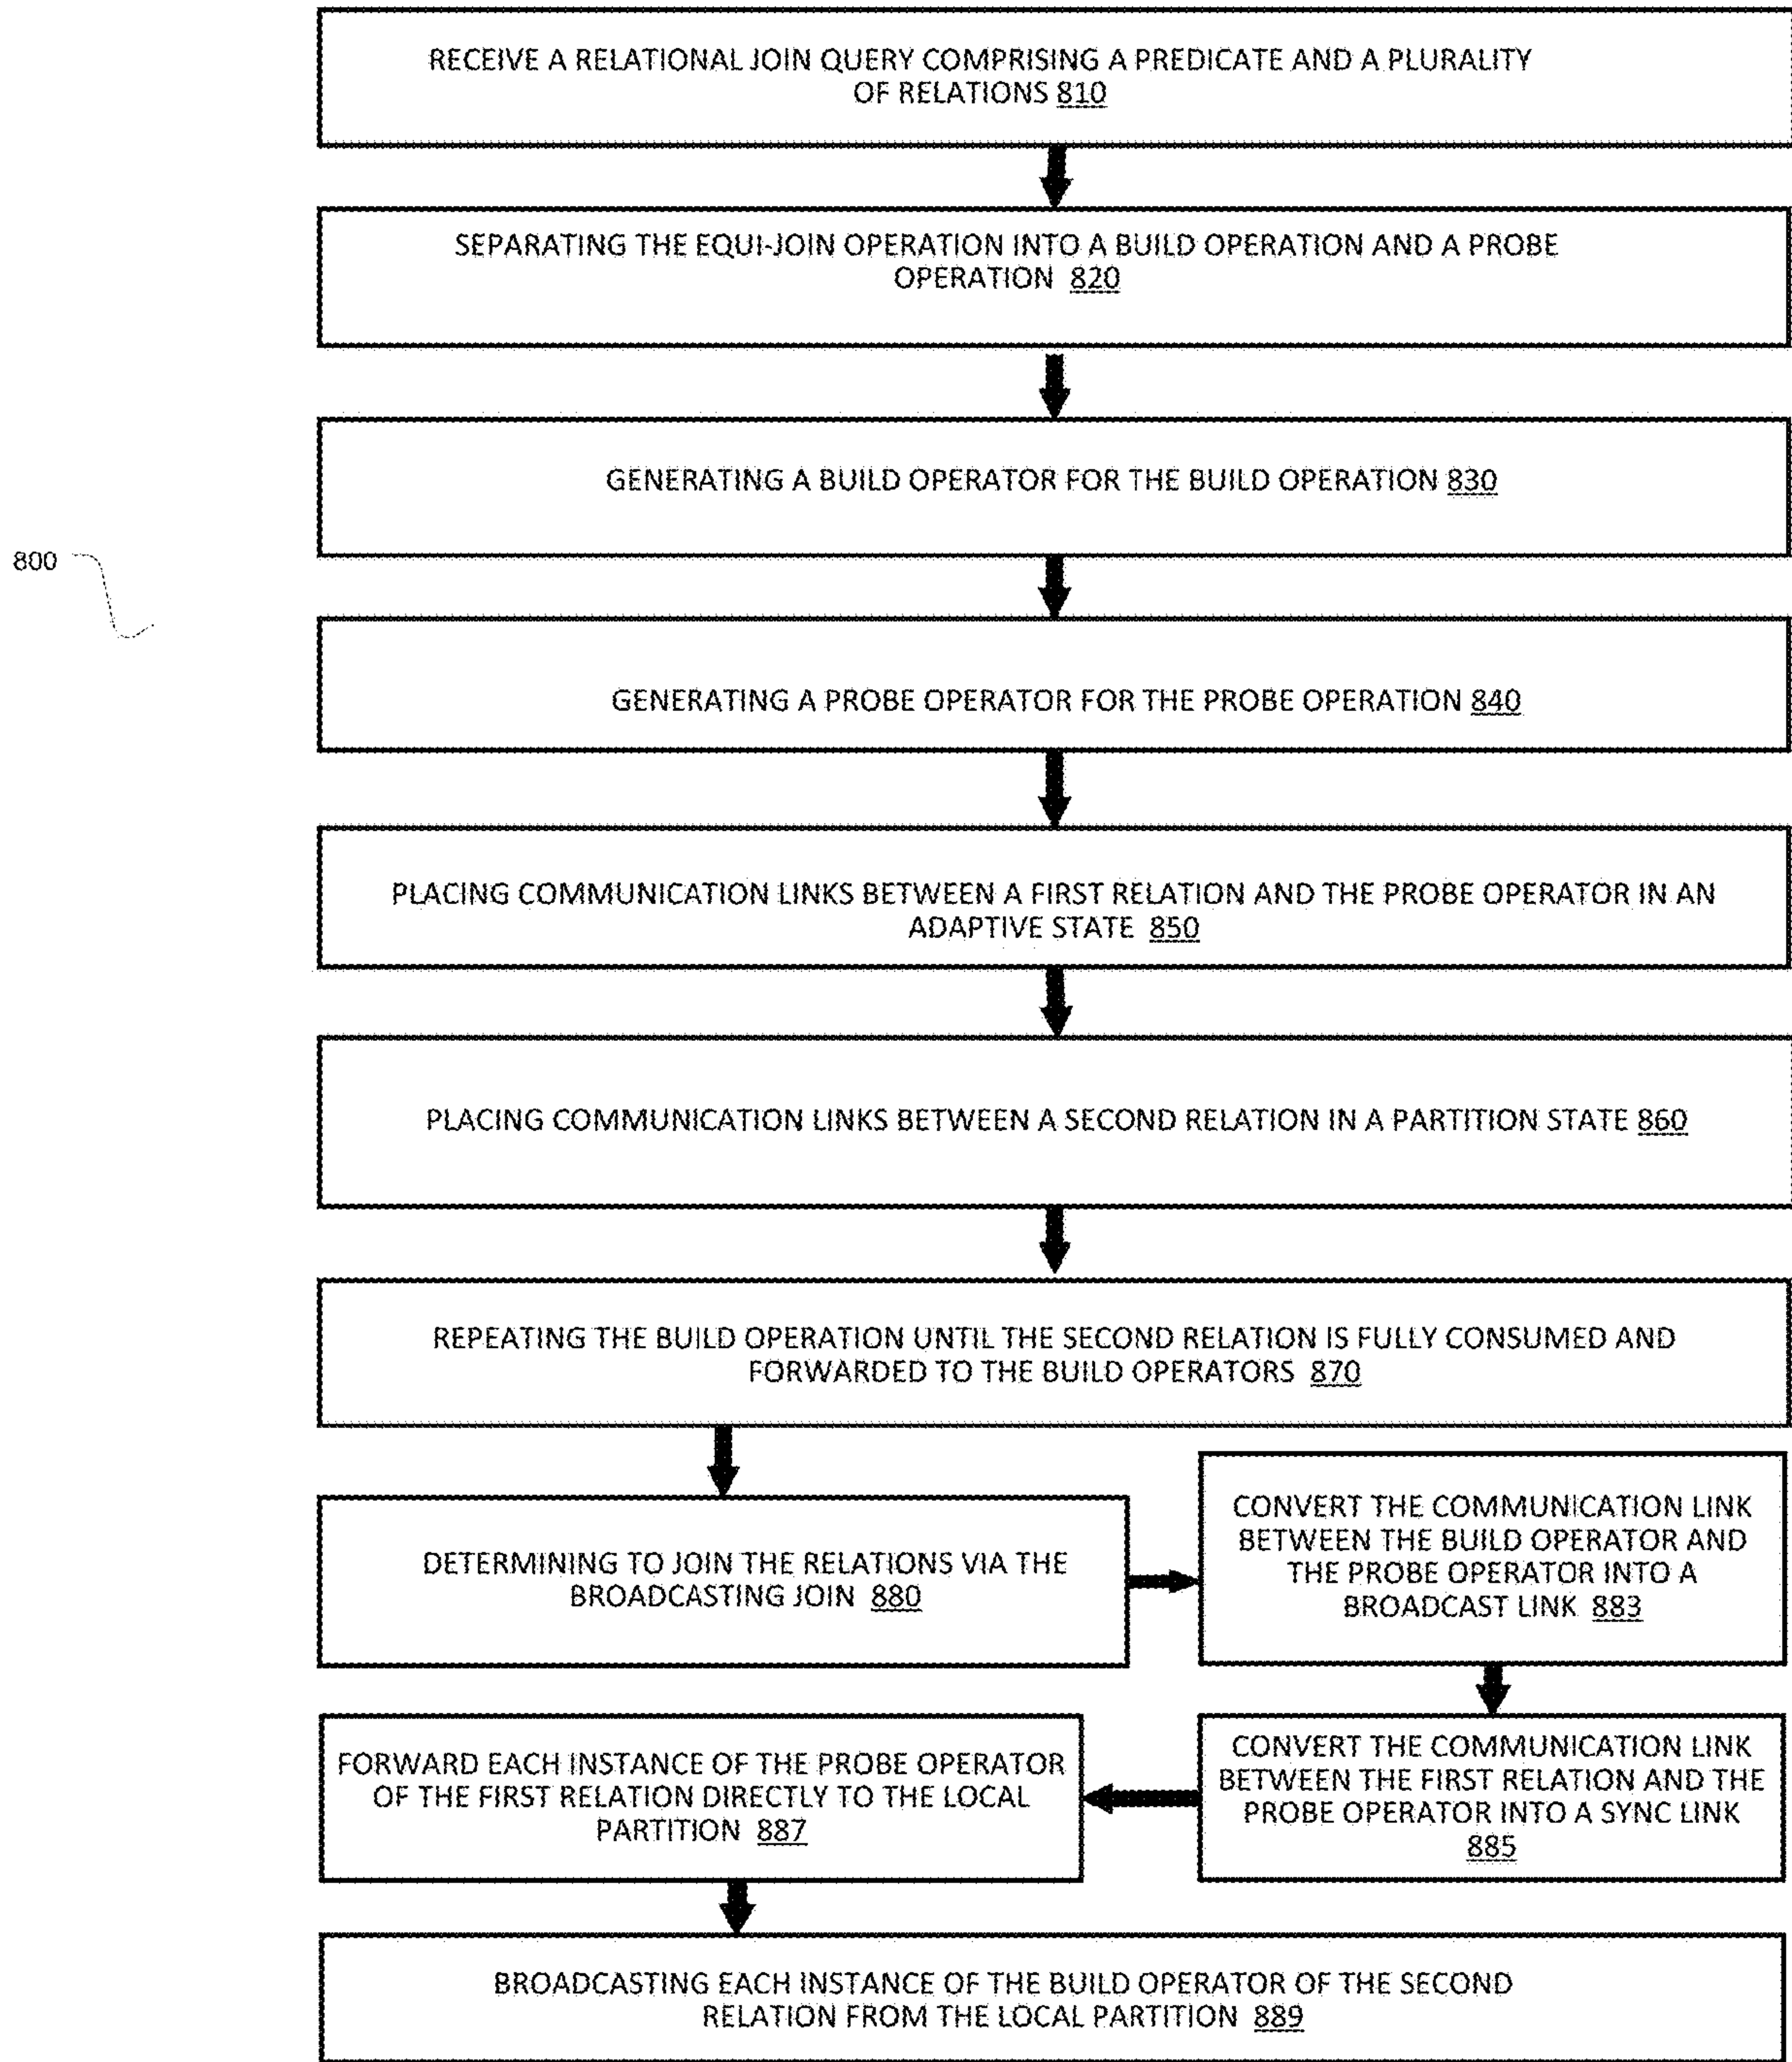 RECEIVE A RELATIONAL JOIN QUERY COMPRISING A PREDICATE AND A PLURALITY
OF RELATIONS 810
SEPARATING THE EQUI-JOIN OPERATION INTO A BUILD OPERATION AND A PROBE
OPERATION 820
GENERATING A BUILD OPERATOR FOR THE BUILD OPERATION 830
800
GENERATING A PROBE OPERATOR FOR THE PROBE OPERATION 840
PLACING COMMUNICATION LINKS BETWEEN A FIRST RELATION AND THE PROBE OPERATOR IN AN
ADAPTIVE STATE 850
PLACING COMMUNICATION LINKS BETWEEN A SECOND RELATION IN A PARTITION STATE 860
REPEATING THE BUILD OPERATION UNTIL THE SECOND RELATION IS FULLY CONSUMED AND
FORWARDED TO THE BUILD OPERATORS 870
DETERMINING TO JOIN THE RELATIONS VIA THE
BROADCASTING JOIN 880
CONVERT THE COMMUNICATION LINK
BETWEEN THE BUILD OPERATOR AND
THE PROBE OPERATOR INTO A
BROADCAST LINK 883
CONVERT THE COMMUNICATION LINK
BETWEEN THE FIRST RELATION AND THE
PROBE OPERATOR INTO A SYNC LINK
885
FORWARD EACH INSTANCE OF THE PROBE OPERATOR
OF THE FIRST RELATION DIRECTLY TO THE LOCAL
PARTITION 887
BROADCASTING EACH INSTANCE OF THE BUILD OPERATOR OF THE SECOND
RELATION FROM THE LOCAL PARTITION 889